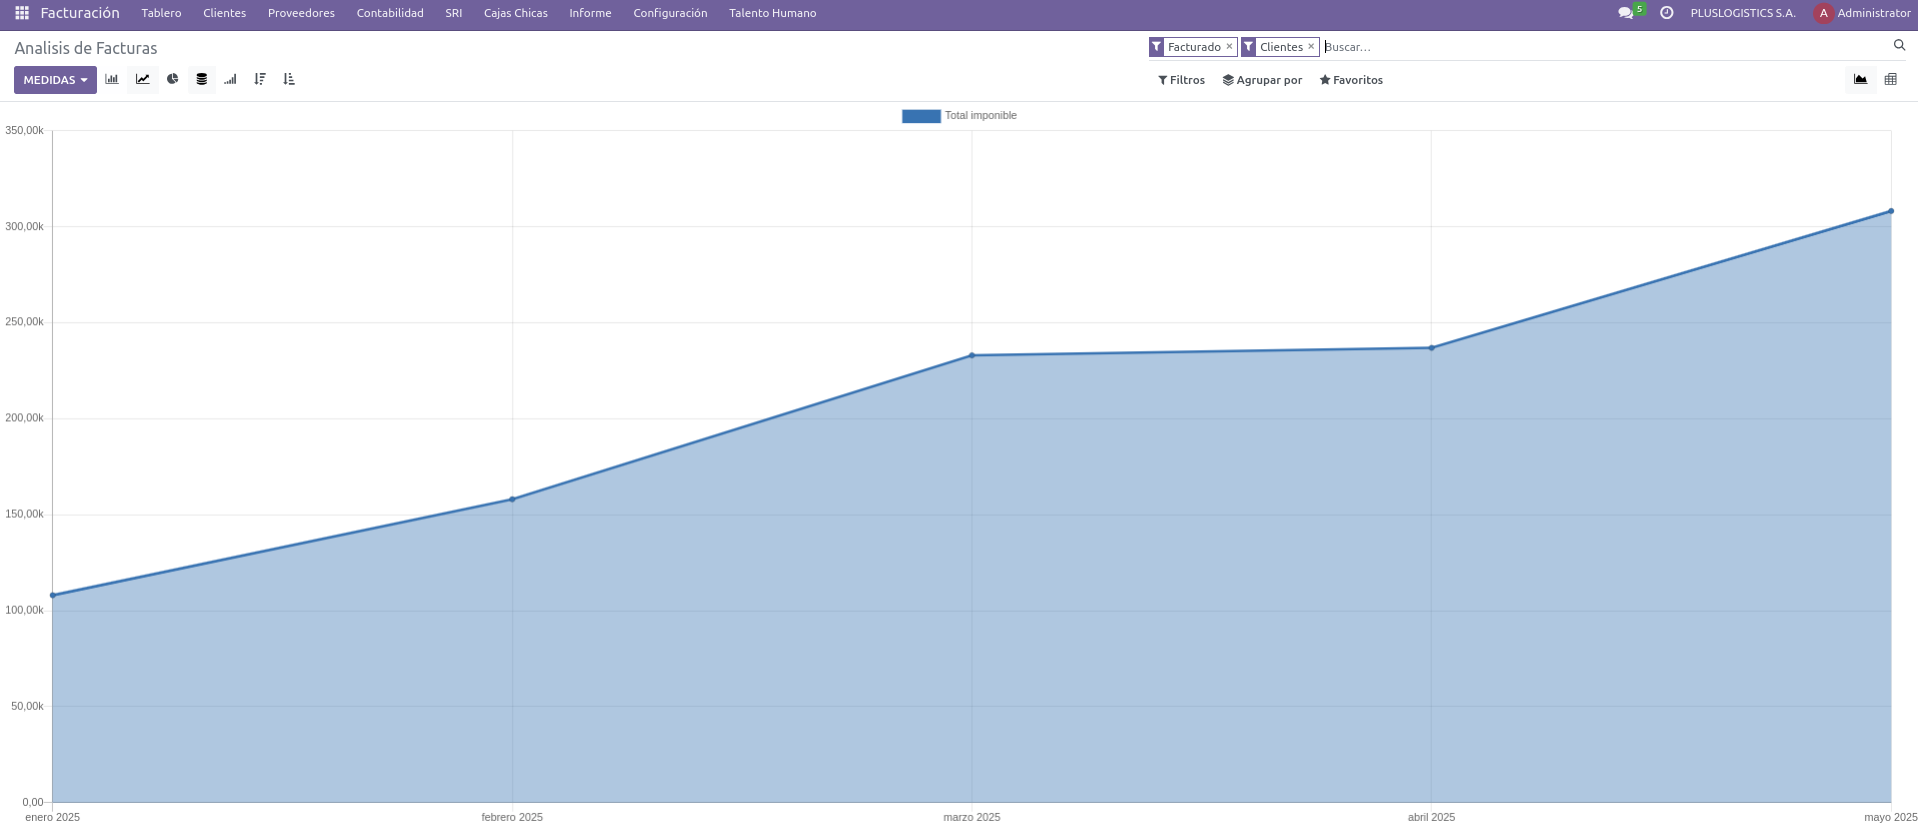 Facturación Tablero Clientes Proveedores Contabilidad SRI Cajas Chicas Informe Configuración Talento Humano 5 PLUSLOGISTICS S.A. A Administrator
Analisis de Facturas Facturado × Clientes × Buscar...
MEDIDAS Filtros Agrupar por Favoritos
Total imponible
350,00k
300,00k
250,00k
200,00k
150,00k
100,00k
50,00k
0,00
enero 2025 febrero 2025 marzo 2025 abril 2025 mayo 2025